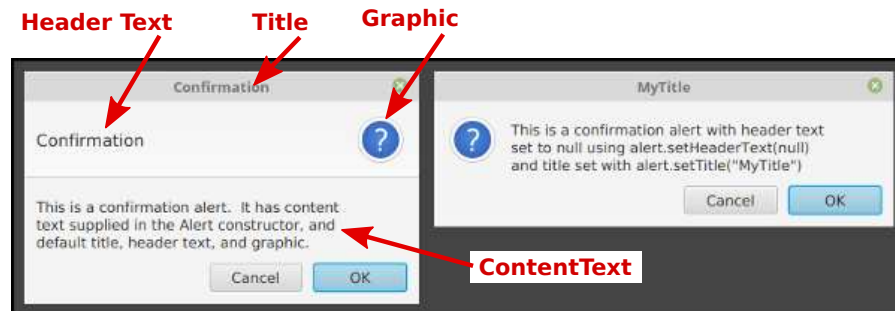 Header Text Title Graphic
Confirmation
Confirmation
This is a confirmation alert. It has content
text supplied in the Alert constructor, and
default title, header text, and graphic.
Cancel OK
MyTitle
This is a confirmation alert with header text
set to null using alert.setHeaderText(null)
and title set with alert.setTitle("MyTitle")
Cancel OK
ContentText